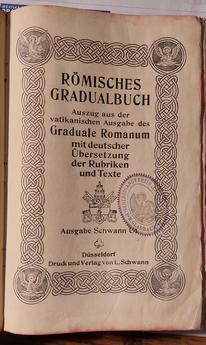 RÖMISCHES
GRADUALBUCH
Auszug aus der
vatikanischen Ausgabe des
Graduale Romanum
mit deutscher
Übersetzung
der Rubriken
und Texte
Ausgabe Schwann
Düsseldorf
Druck und Verlag von L. Schwann